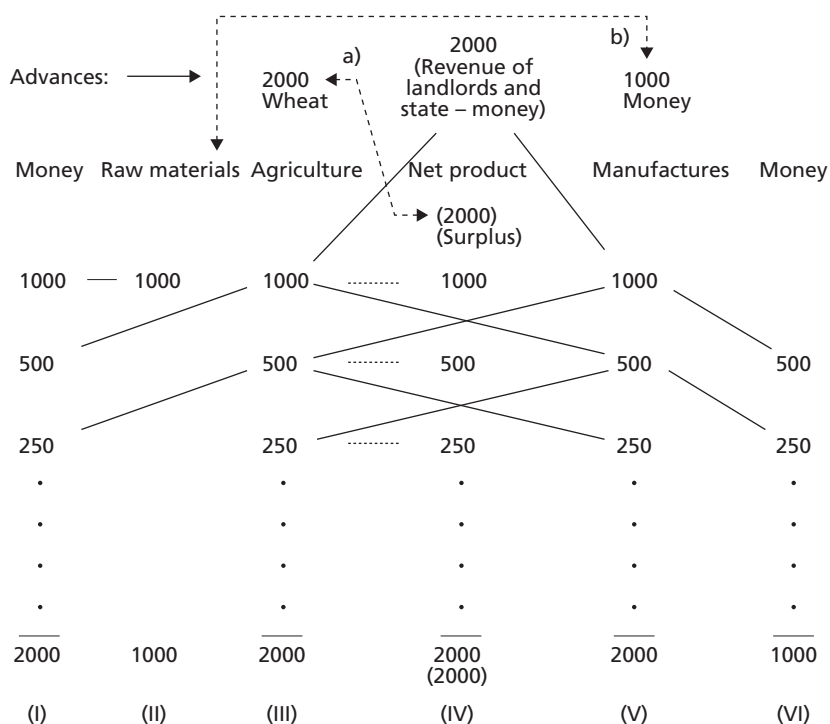 b)
2000
a)
(Revenue of
Advances:
2000
landlords and
1000
Wheat
state – money)
Money
Money Raw materials Agriculture Net product Manufactures Money
(2000)
(Surplus)
1000 1000 1000 1000 1000
500 500 500 500 500
250 250 250 250 250
2000 1000 2000 2000 2000 1000
(2000)
(I) (II) (III) (IV) (V) (VI)